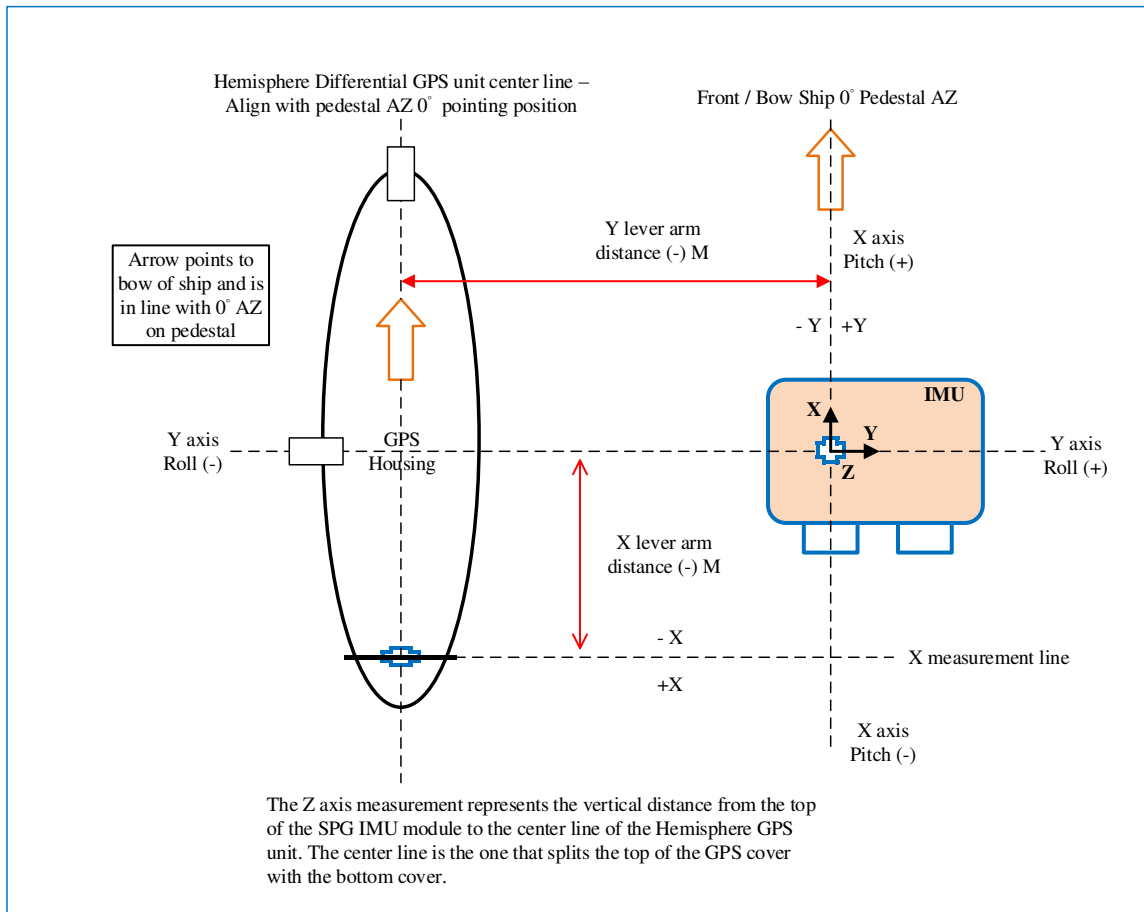 Hemisphere Differential GPS unit center line –
Align with pedestal AZ 0° pointing position
Front / Bow Ship 0° Pedestal AZ
Arrow points to
bow of ship and is
in line with 0° AZ
on pedestal
Y lever arm
distance (-) M
X axis
Pitch (+)
- Y
+Y
IMU
X
Y
Z
Y axis
Roll (-)
GPS
Housing
Y axis
Roll (+)
X lever arm
distance (-) M
- X
X measurement line
+X
X axis
Pitch (-)
The Z axis measurement represents the vertical distance from the top
of the SPG IMU module to the center line of the Hemisphere GPS
unit. The center line is the one that splits the top of the GPS cover
with the bottom cover.